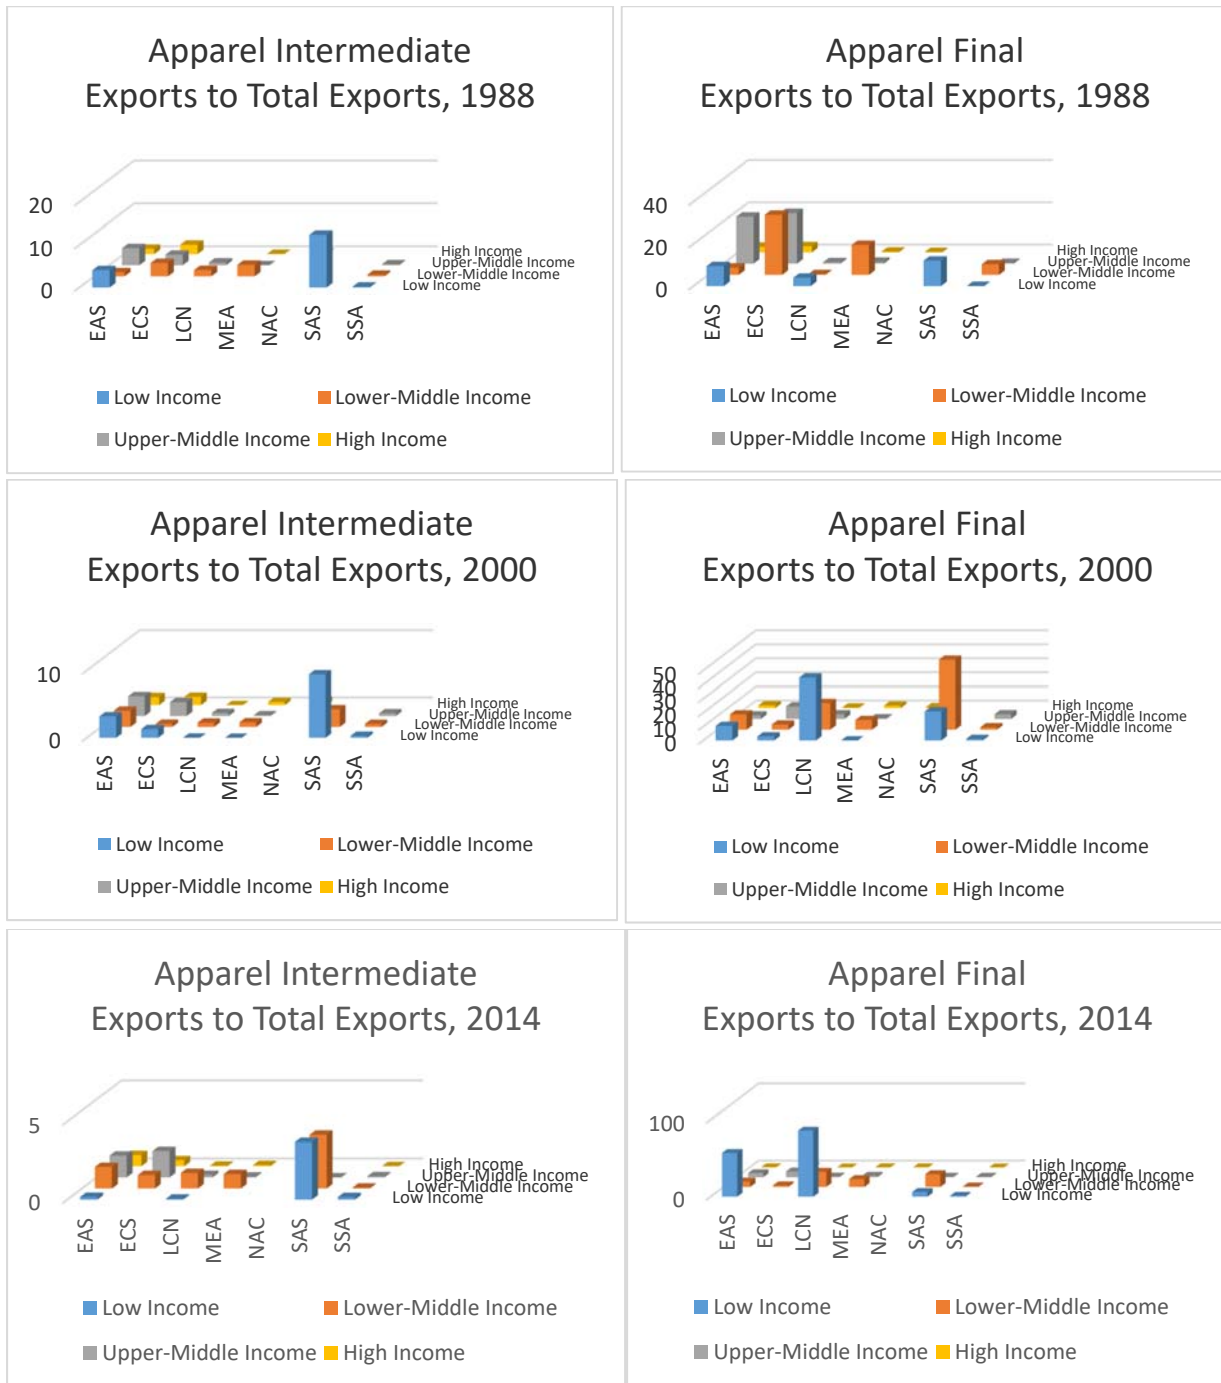 Apparel Intermediate
Exports to Total Exports, 1988
20
10
0
High Income
Upper-Middle Income
Lower-Middle Income
Low Income
EAS
ECS
LCN
MEA
NAC
SAS
SSA
Low Income
Lower-Middle Income
Upper-Middle Income
High Income
Apparel Final
Exports to Total Exports, 1988
40
20
0
High Income
Upper-Middle Income
Lower-Middle Income
Low Income
EAS
ECS
LCN
MEA
NAC
SAS
SSA
Low Income
Lower-Middle Income
Upper-Middle Income
High Income
Apparel Intermediate
Exports to Total Exports, 2000
10
0
High Income
Upper-Middle Income
Lower-Middle Income
Low Income
EAS
ECS
LCN
MEA
NAC
SAS
SSA
Low Income
Lower-Middle Income
Upper-Middle Income
High Income
Apparel Final
Exports to Total Exports, 2000
50
40
30
20
10
0
High Income
Upper-Middle Income
Lower-Middle Income
Low Income
EAS
ECS
LCN
MEA
NAC
SAS
SSA
Low Income
Lower-Middle Income
Upper-Middle Income
High Income
Apparel Intermediate
Exports to Total Exports, 2014
5
0
High Income
Upper-Middle Income
Lower-Middle Income
Low Income
EAS
ECS
LCN
MEA
NAC
SAS
SSA
Low Income
Lower-Middle Income
Upper-Middle Income
High Income
Apparel Final
Exports to Total Exports, 2014
100
0
High Income
Upper-Middle Income
Lower-Middle Income
Low Income
EAS
ECS
LCN
MEA
NAC
SAS
SSA
Low Income
Lower-Middle Income
Upper-Middle Income
High Income